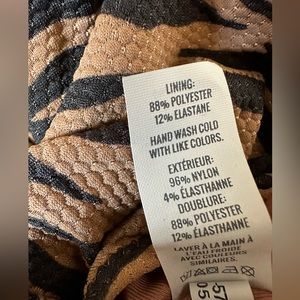 LINING:
88% POLYESTER
12% ELASTANE
HAND WASH COLD
WITH LIKE COLORS.
EXTÉRIEUR:
96% NYLON
4% ÉLASTHANNE
DOUBLURE:
88% POLYESTER
12% ÉLASTHANNE
LAVER À LA MAIN À
L'EAU FROIDE
AVEC COULEURS
SIMILAIRES.